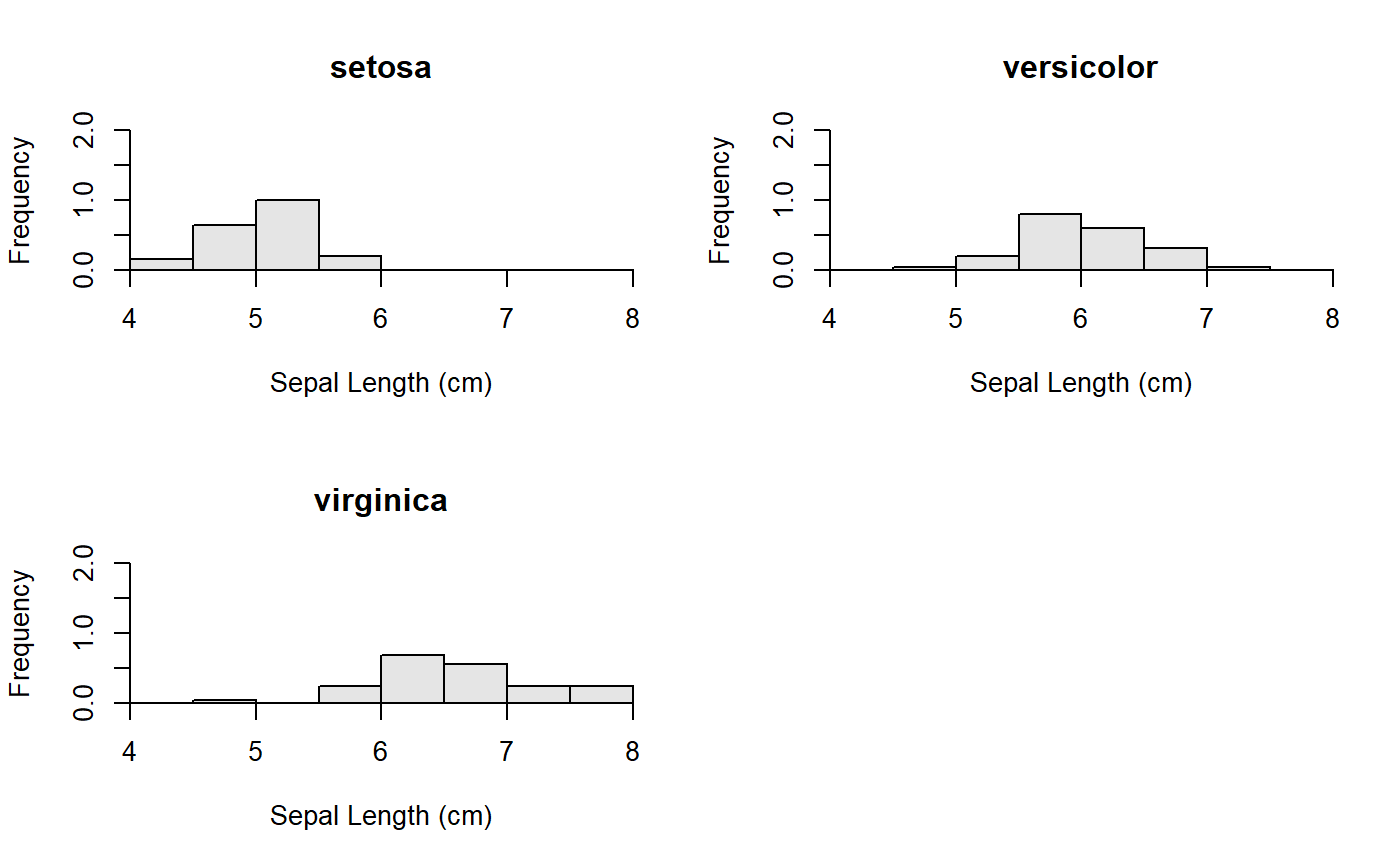 setosa
Frequency
0.0 1.0 2.0
4 5 6 7 8
Sepal Length (cm)
versicolor
Frequency
0.0 1.0 2.0
4 5 6 7 8
Sepal Length (cm)
virginica
Frequency
0.0 1.0 2.0
4 5 6 7 8
Sepal Length (cm)